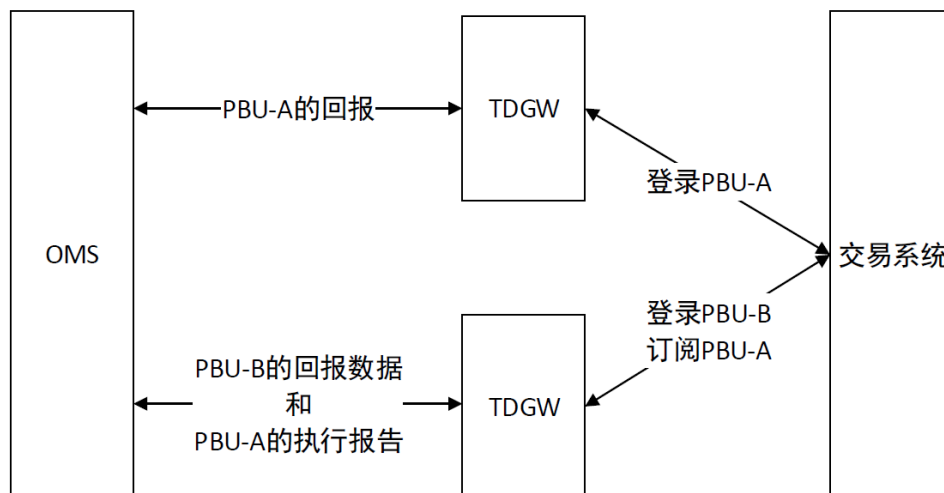 PBU-A的回报
TDGW
登录PBU-A
OMS
交易系统
登录PBU-B
订阅PBU-A
PBU-B的回报数据
和
PBU-A的执行报告
TDGW